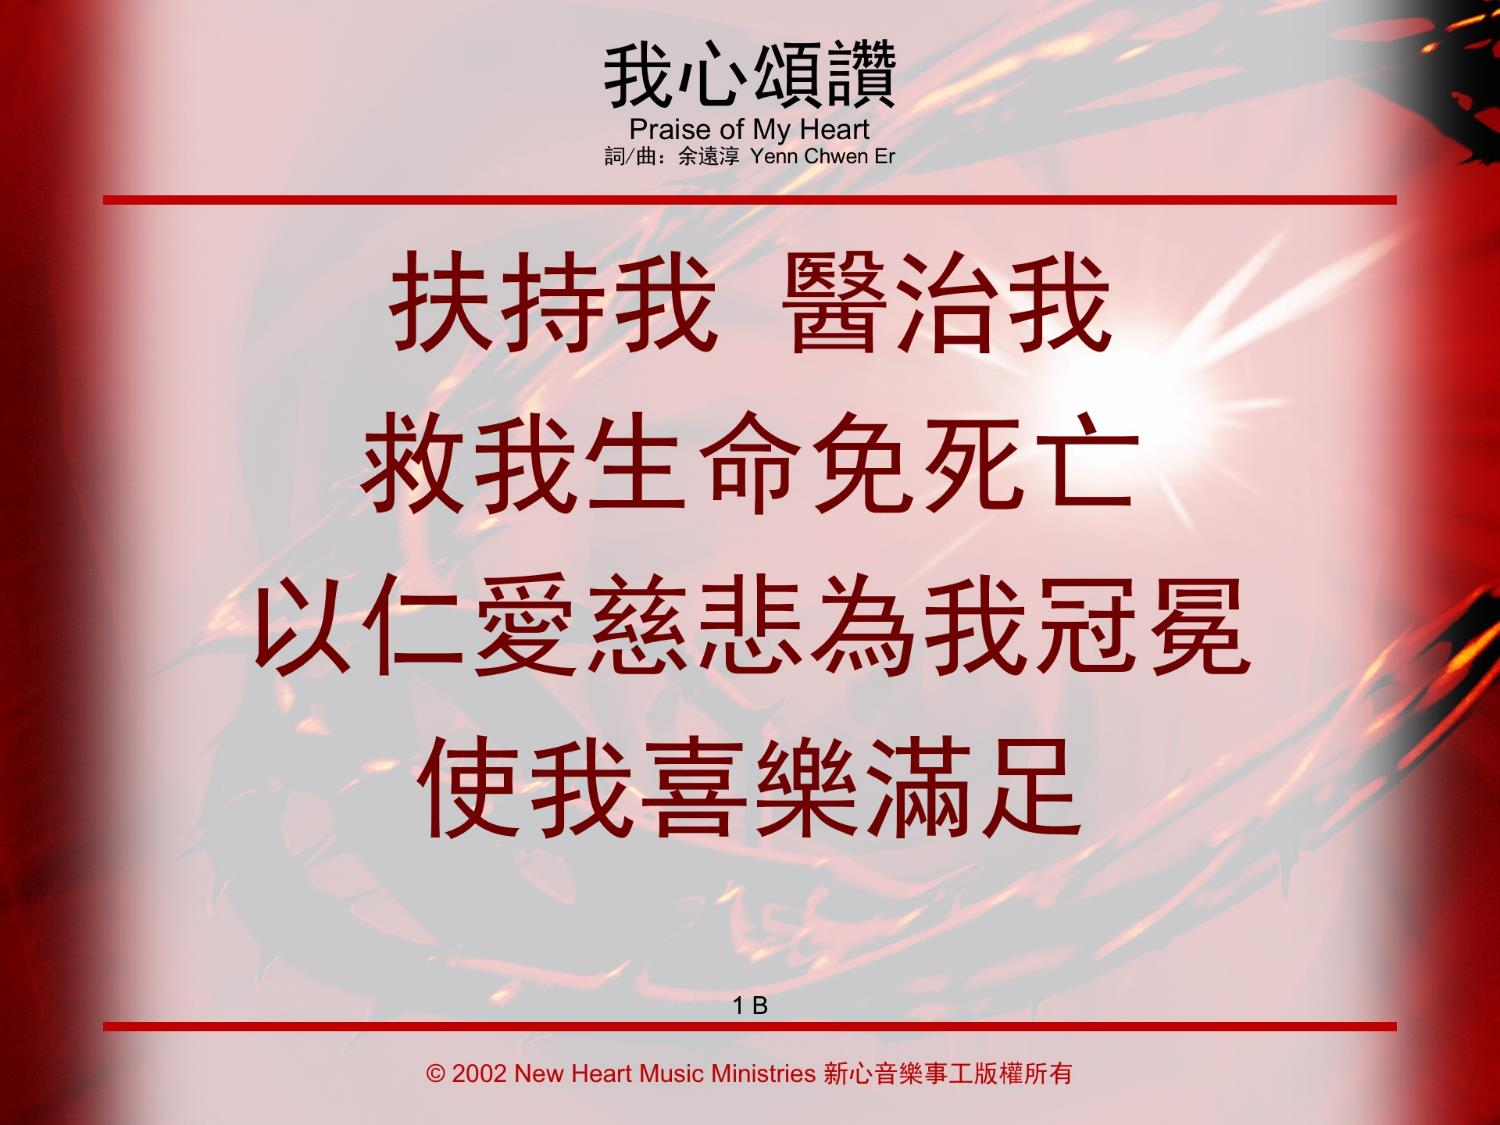 我心頌讚
Praise of My Heart
詞/曲：余遠淳 Yenn Chwen Er
扶持我 醫治我
救我生命免死亡
以仁愛慈悲為我冠冕
使我喜樂滿足
1 B
© 2002 New Heart Music Ministries 新心音樂事工版權所有